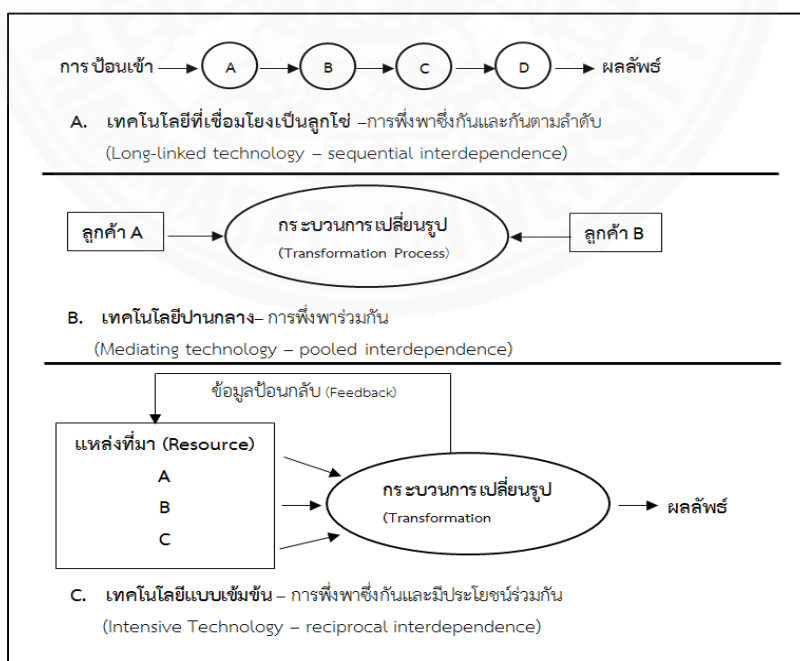 การป้อนเข้า A B C D ผลลัพธ์
A. เทคโนโลยีที่เชื่อมโยงเป็นลูกโซ่ –การพึ่งพาซึ่งกันและกันตามลำดับ
(Long-linked technology – sequential interdependence)
ลูกค้า A
กระบวนการเปลี่ยนรูป
(Transformation Process)
ลูกค้า B
B. เทคโนโลยีปานกลาง– การพึ่งพาร่วมกัน
(Mediating technology – pooled interdependence)
ข้อมูลป้อนกลับ (Feedback)
แหล่งที่มา (Resource)
A
B
C
กระบวนการเปลี่ยนรูป
(Transformation
ผลลัพธ์
C. เทคโนโลยีแบบเข้มข้น – การพึ่งพาซึ่งกันและมีประโยชน์ร่วมกัน
(Intensive Technology – reciprocal interdependence)